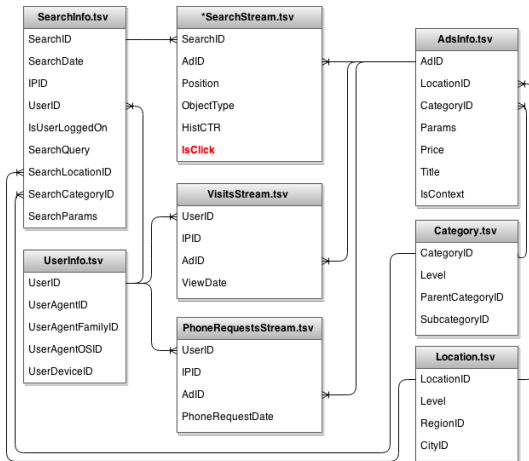 SearchInfo.tsv
SearchID
SearchDate
IPID
UserID
IsUserLoggedOn
SearchQuery
SearchLocationID
SearchCategoryID
SearchParams
*SearchStream.tsv
SearchID
AdID
Position
ObjectType
HistCTR
IsClick
AdsInfo.tsv
AdID
LocationID
CategoryID
Params
Price
Title
IsContext
VisitsStream.tsv
UserID
IPID
AdID
ViewDate
Category.tsv
CategoryID
Level
ParentCategoryID
SubcategoryID
UserInfo.tsv
UserID
UserAgentID
UserAgentFamilyID
UserAgentOSID
UserDeviceID
PhoneRequestsStream.tsv
UserID
IPID
AdID
PhoneRequestDate
Location.tsv
LocationID
Level
RegionID
CityID